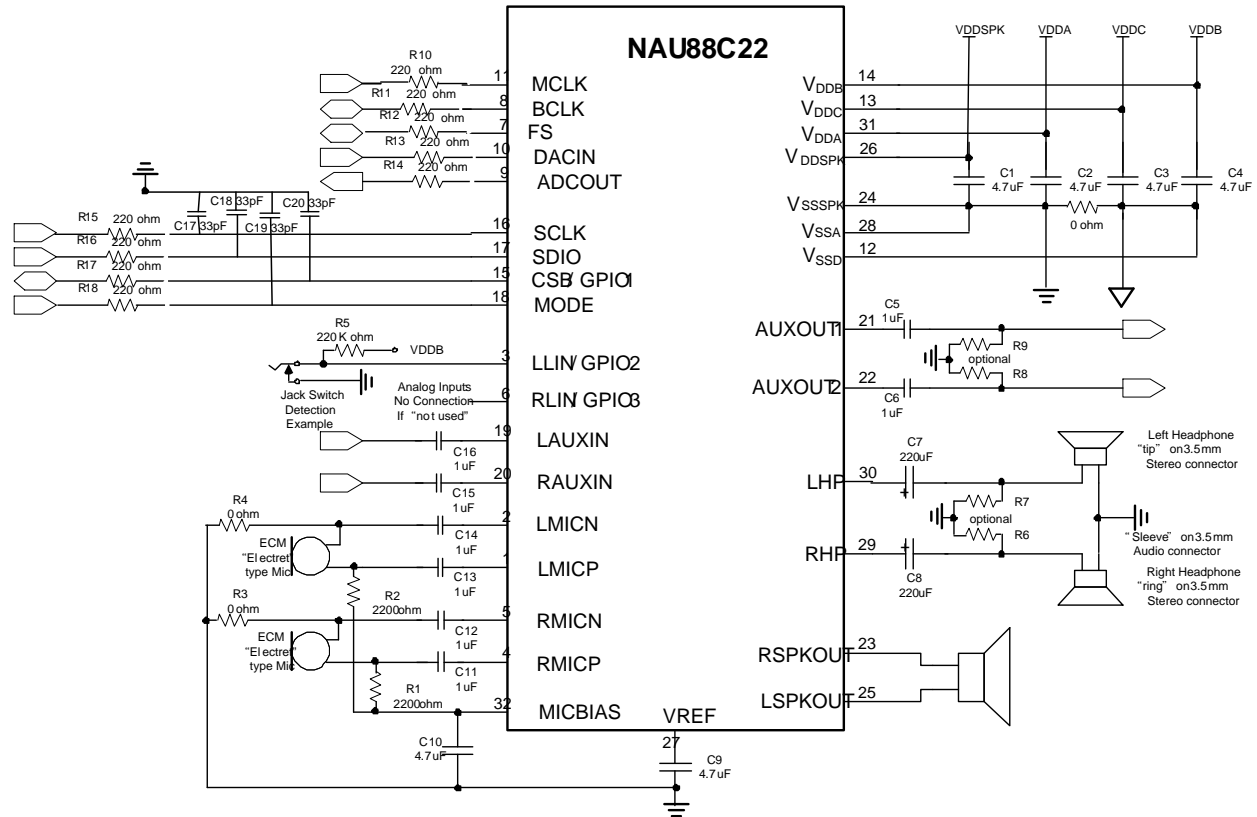 NAU88C22
VDDSPK VDDA VDDC VDDB
R10
220 ohm
11 MCLK
R11
220 ohm
8 BCLK
R12
220 ohm
7 FS
R13
220 ohm
10 DACIN
R14
220 ohm
9 ADCOUT
VDDB 14
VDDC 13
VDDA 31
VDDSPK 26
C1
4.7uF
C2
4.7uF
C3
4.7uF
C4
4.7uF
VSSSPK 24
0 ohm
VSSA 28
VSSD 12
C17 33pF
C18 33pF
C19 33pF
C20 33pF
R15
220 ohm
16 SCLK
R16
220 ohm
17 SDIO
R17
220 ohm
15 CSB/ GPIO1
R18
220 ohm
18 MODE
R5
220 K ohm
VDDB
3 LLIN/ GPIO2
Jack Switch
Detection
Example
Analog Inputs
No Connection
If "not used"
6 RLIN/ GPIO3
19 LAUXIN
C16
1uF
20 RAUXIN
C15
1uF
AUXOUT1 21
C5
1uF
R9
optional
R8
AUXOUT2 22
C6
1uF
LHP 30
C7
220uF
+
R7
optional
R6
RHP 29
+
C8
220uF
Left Headphone
"tip" on 3.5mm
Stereo connector
"Sleeve" on 3.5mm
Audio connector
Right Headphone
"ring" on 3.5mm
Stereo connector
R4
0 ohm
2 LMICN
C14
1uF
ECM
"Electret"
type Mic
1 LMICP
C13
1uF
R3
0 ohm
R2
2200ohm
5 RMICN
C12
1uF
ECM
"Electret"
type Mic
4 RMICP
C11
1uF
R1
2200ohm
32 MICBIAS
C10
4.7uF
RSPKOUT 23
LSPKOUT 25
VREF
27
C9
4.7uF